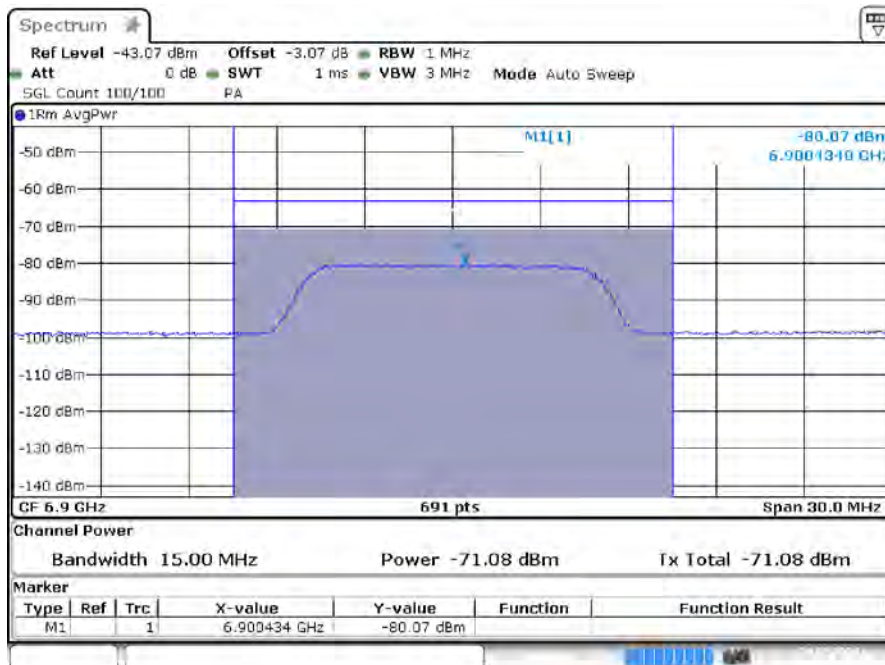 Spectrum
Ref Level -43.07 dBm Offset -3.07 dB RBW 1 MHz
Att 0 dB SWT 1 ms VBW 3 MHz Mode Auto Sweep
SGL Count 100/100 PA
1Rm AvgPwr
M1[1] -80.07 dBm
6.9004340 GHz
-50 dBm
-60 dBm
-70 dBm
-80 dBm
-90 dBm
-100 dBm
-110 dBm
-120 dBm
-130 dBm
-140 dBm
CF 6.9 GHz 691 pts Span 30.0 MHz
Channel Power
Bandwidth 15.00 MHz Power -71.08 dBm Tx Total -71.08 dBm
Marker
Type Ref Trc X-value Y-value Function Function Result
M1 1 6.900434 GHz -80.07 dBm